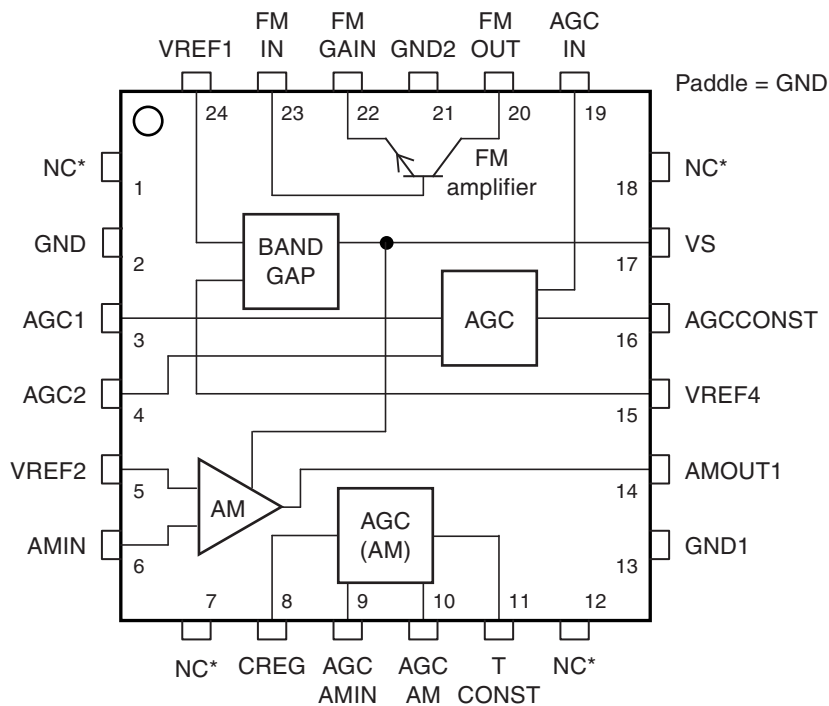 FM FM FM AGC
VREF1 IN GAIN GND2 OUT IN
Paddle = GND
24 23 22 21 20 19
FM
amplifier
NC* 1 18 NC*
GND 2 BAND
GAP 17 VS
AGC1 3 AGC 16 AGCCONST
AGC2 4 15 VREF4
VREF2 5 AM 14 AMOUT1
AMIN 6 AGC
(AM) 13 GND1
7 8 9 10 11 12
NC* CREG AGC AGC T NC*
AMIN AM CONST